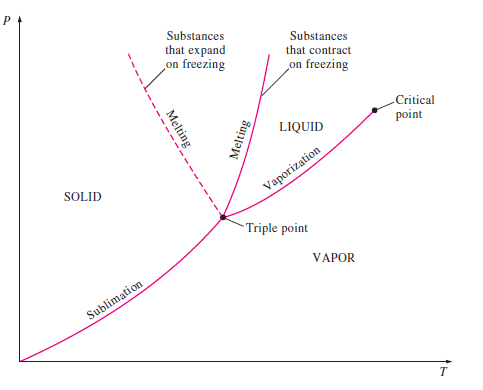 P
Substances
that expand
on freezing
Substances
that contract
on freezing
Critical
point
Melting
Melting
LIQUID
Vaporization
SOLID
Triple point
VAPOR
Sublimation
T